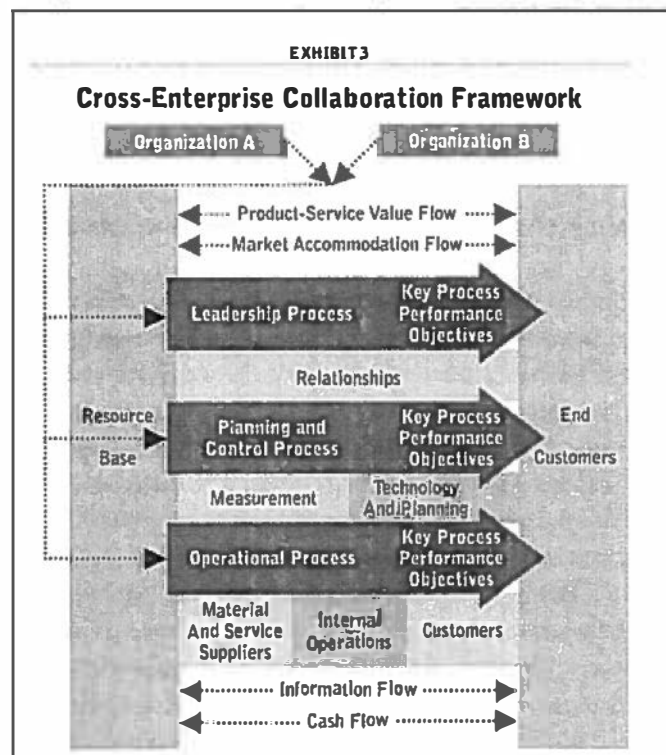 EXHIBIT 3
Cross-Enterprise Collaboration Framework
Organization A
Organization B
Product-Service Value Flow
Market Accommodation Flow
Leadership Process
Key Process
Performance
Objectives
Relationships
Resource
Base
Planning and
Control Process
Key Process
Performance
Objectives
End
Customers
Measurement
Technology
And Planning
Operational Process
Key Process
Performance
Objectives
Material
And Service
Suppliers
Internal
Operations
Customers
Information Flow
Cash Flow